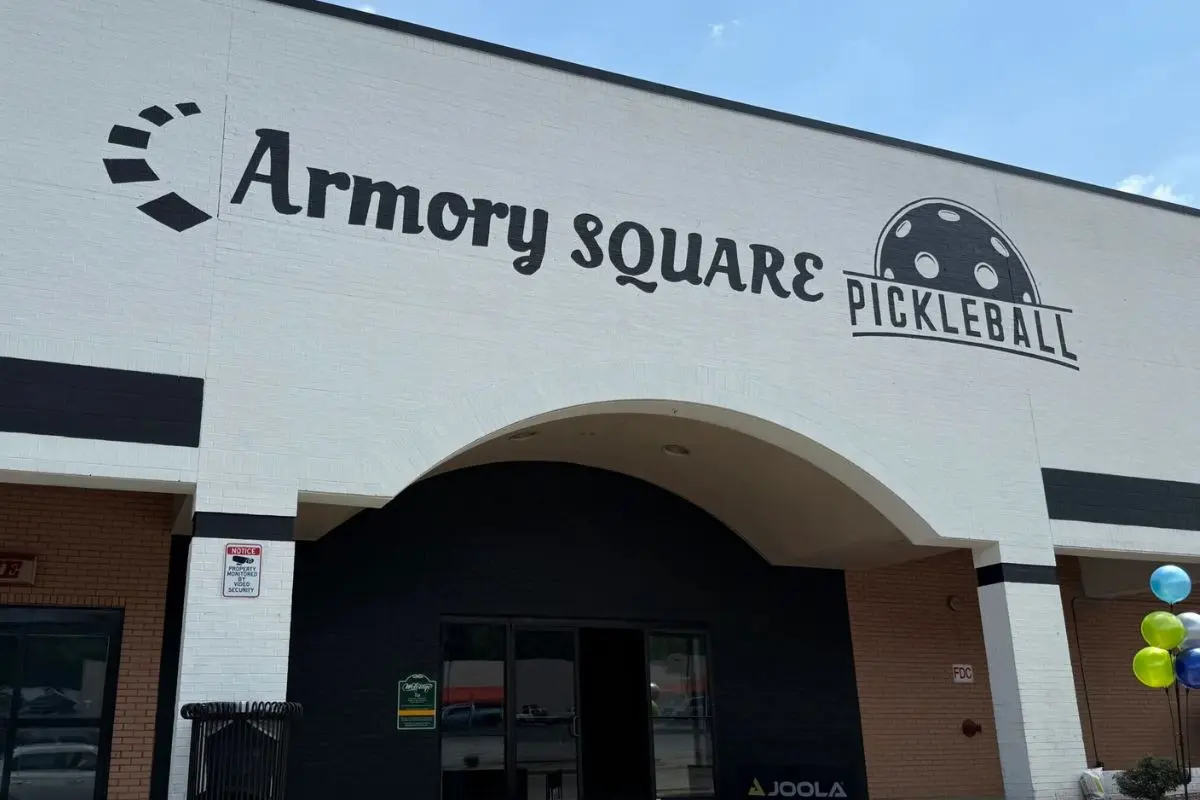 Armory SQUARE
PICKLEBALL
NOTICE
PROPERTY
MONITORED
BY
VIDEO
SECURITY
FDC
JOOLA